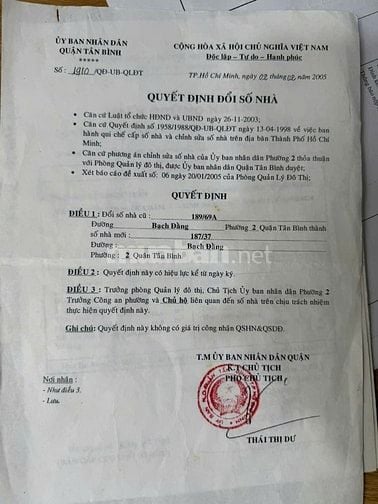 ỦY BAN NHÂN DÂN
QUẬN TÂN BÌNH
*****
Số: 1910/QĐ-UB-QLĐT
CỘNG HÒA XÃ HỘI CHỦ NGHĨA VIỆT NAM
Độc lập – Tự do – Hạnh phúc
TP.Hồ Chí Minh, ngày 02 tháng 02, năm 2005
QUYẾT ĐỊNH ĐỔI SỐ NHÀ
• Căn cứ Luật tổ chức HĐND và UBND ngày 26-11-2003;
• Căn cứ Quyết định số 1958/1988/QĐ-UB-QLĐT ngày 13-04-1998 về việc ban
hành qui chế cấp số nhà và chỉnh sửa số nhà trên địa bàn Thành Phố Hồ Chí
Minh;
• Căn cứ phương án chỉnh sửa số nhà của Ủy ban nhân dân Phường 2 thỏa thuận
với Phòng Quản lý Đô thị, được Ủy ban nhân dân Quận Tân Bình duyệt;
• Xét báo cáo đề xuất số: 06 ngày 20/01/2005 của Phòng Quản Lý Đô Thị;
QUYẾT ĐỊNH
ĐIỀU 1: Đổi số nhà cũ : 189/69A
Đường Bạch Đằng Phường 2 Quận Tân Bình thành
số nhà mới : 187/37
Đường : Bạch Đằng
Phường : 2 Quận Tân Bình
muaban.net
ĐIỀU 2: Quyết định này có hiệu lực kể từ ngày ký.
ĐIỀU 3 : Trưởng phòng Quản lý đô thị, Chủ Tịch Ủy ban nhân dân Phường 2
Trưởng Công an phường và Chủ hộ liên quan đến số nhà trên chịu trách nhiệm
thực hiện quyết định này.
Ghi chú: Quyết định này không có giá trị công nhận QSHN&QSDĐ.
T.M ỦY BAN NHÂN DÂN QUẬN
K.T CHỦ TỊCH
PHÓ CHỦ TỊCH
Nơi nhận :
- Như điều 3.
- Lưu.
THÁI THỊ DƯ